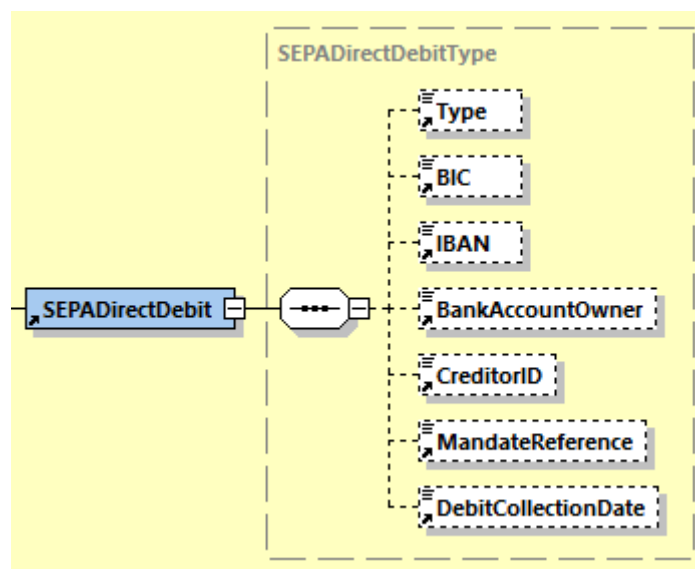 SEPADirectDebitType
Type
BIC
IBAN
SEPADirectDebit
BankAccountOwner
CreditorID
MandateReference
DebitCollectionDate